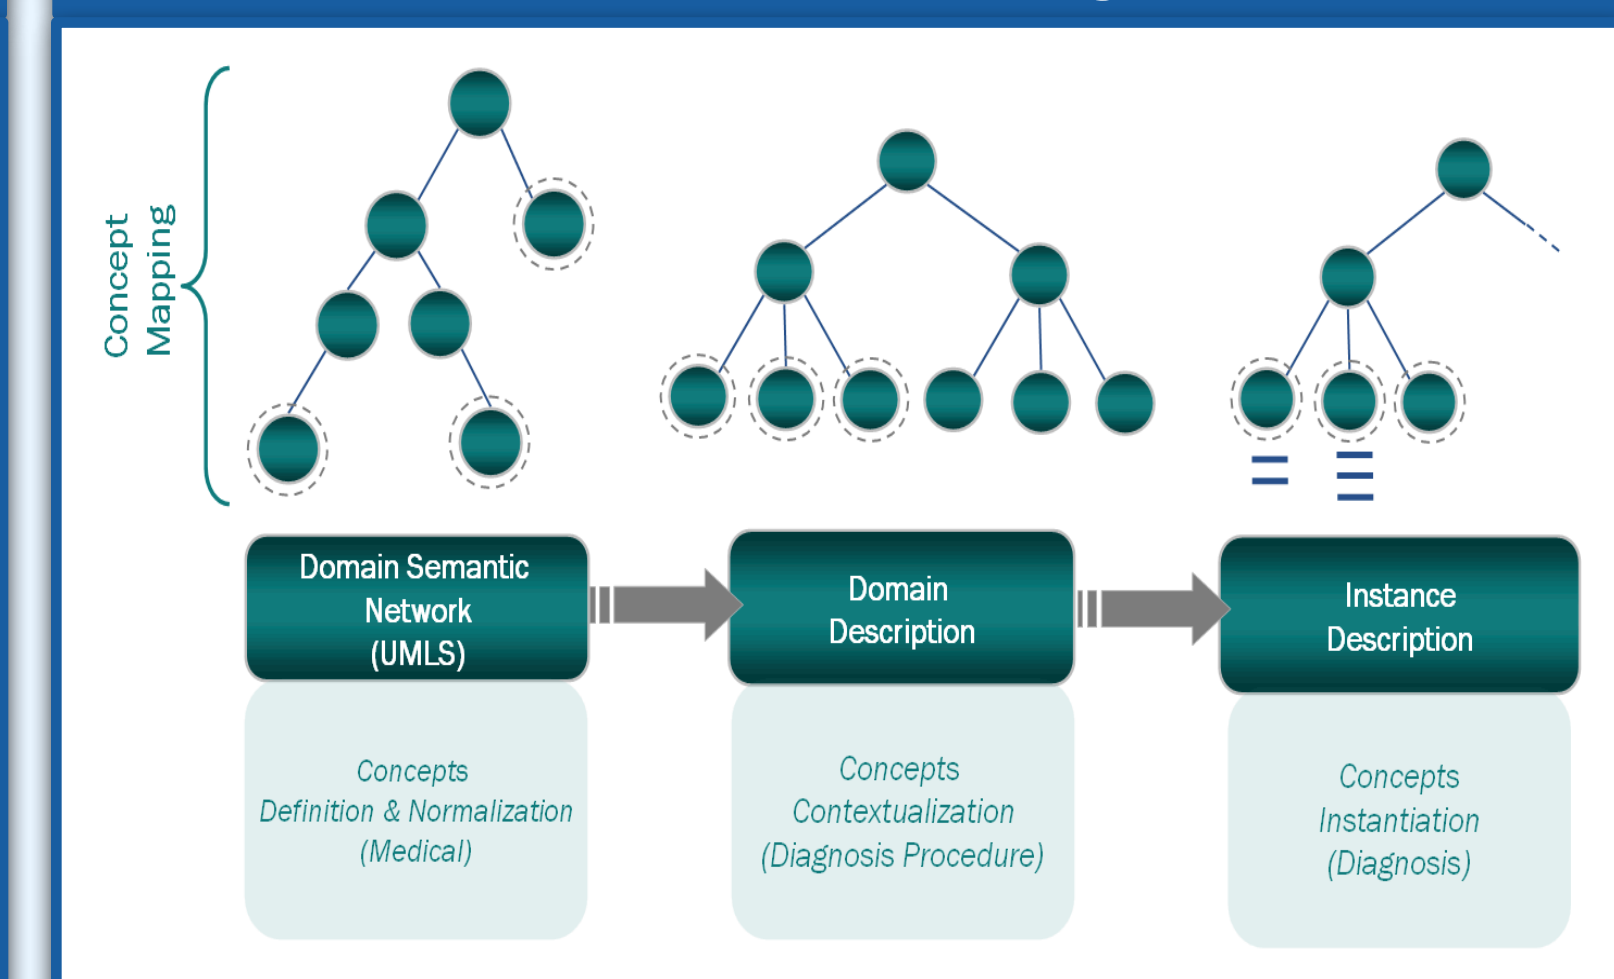 Concept
Mapping
Domain Semantic
Network
(UMLS)
Domain
Description
Instance
Description
Concepts
Definition & Normalization
(Medical)
Concepts
Contextualization
(Diagnosis Procedure)
Concepts
Instantiation
(Diagnosis)